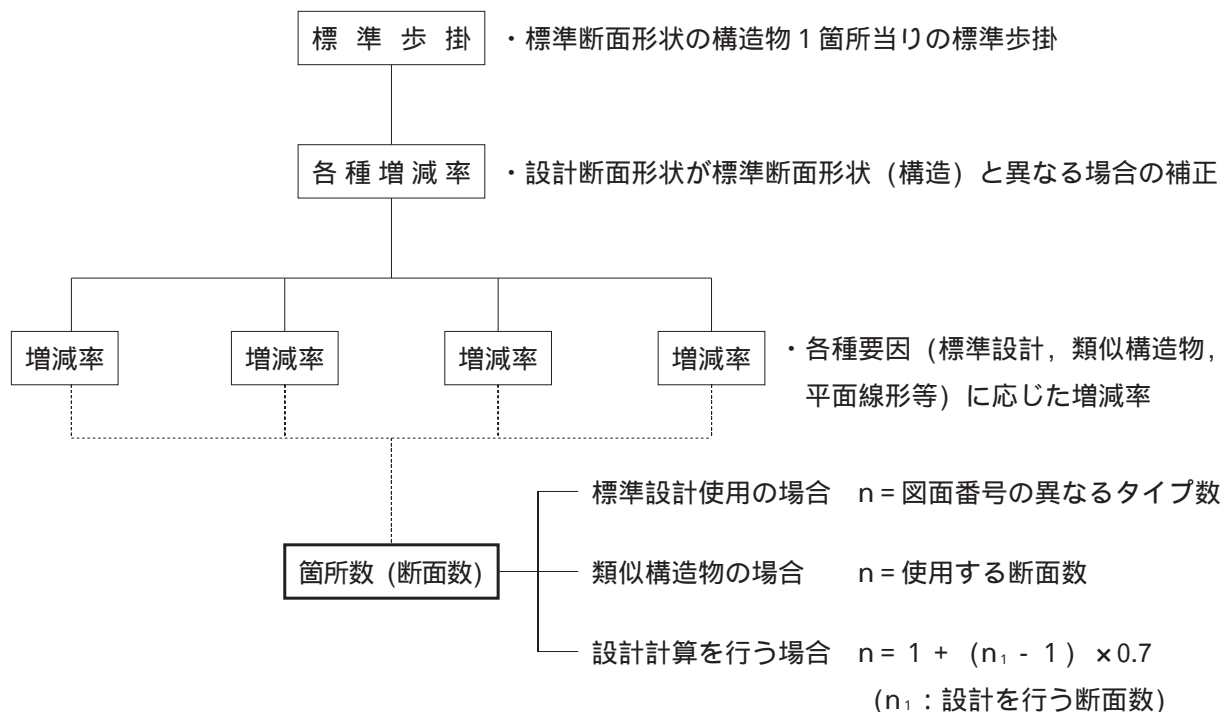 標準歩掛 ・標準断面形状の構造物1箇所当りの標準歩掛
各種増減率 ・設計断面形状が標準断面形状（構造）と異なる場合の補正
増減率 増減率 増減率 増減率 ・各種要因（標準設計，類似構造物，
平面線形等）に応じた増減率
標準設計使用の場合 n=図面番号の異なるタイプ数
箇所数（断面数） 類似構造物の場合 n=使用する断面数
設計計算を行う場合 n=1+（n₁-1）×0.7
（n₁：設計を行う断面数）